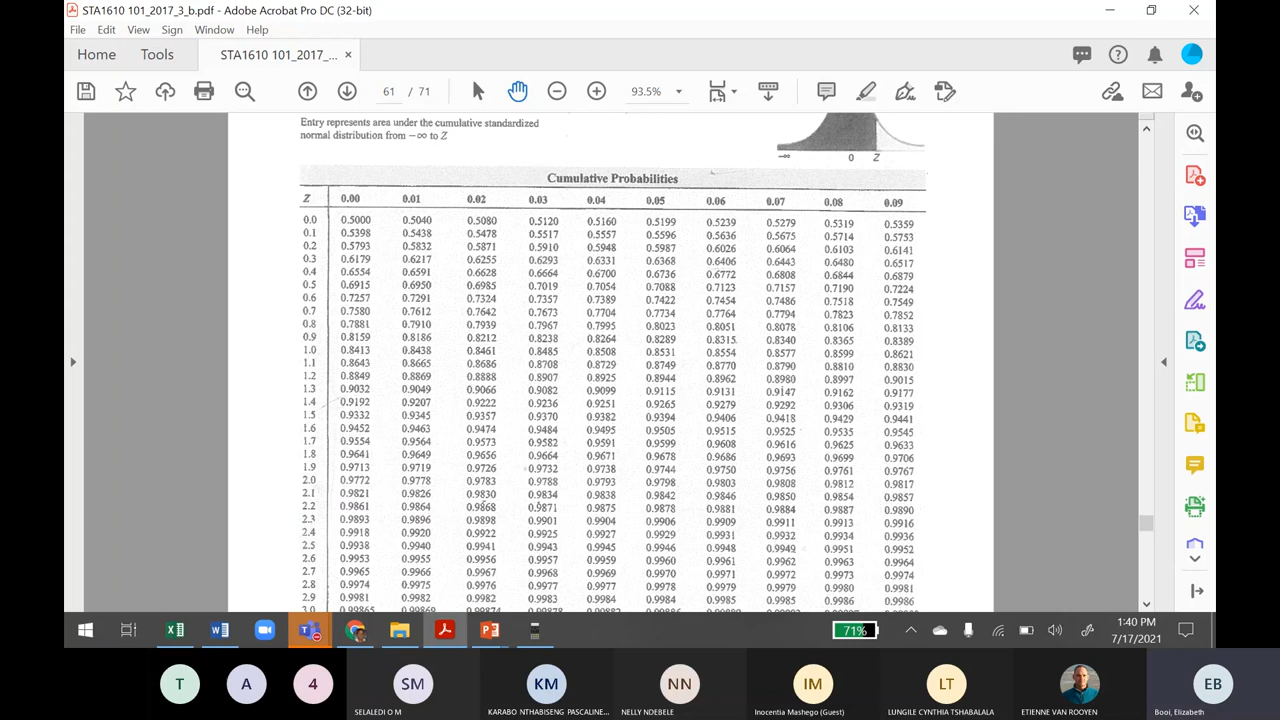 STA1610 101_2017_3_b.pdf - Adobe Acrobat Pro DC (32-bit)
File Edit View Sign Window Help
Home Tools STA1610 101_2017_... ×
61 / 71 93.5%
Entry represents area under the cumulative standardized
normal distribution from −∞ to Z
−∞ 0 Z
Cumulative Probabilities
Z 0.00 0.01 0.02 0.03 0.04 0.05 0.06 0.07 0.08 0.09
0.0 0.5000 0.5040 0.5080 0.5120 0.5160 0.5199 0.5239 0.5279 0.5319 0.5359
0.1 0.5398 0.5438 0.5478 0.5517 0.5557 0.5596 0.5636 0.5675 0.5714 0.5753
0.2 0.5793 0.5832 0.5871 0.5910 0.5948 0.5987 0.6026 0.6064 0.6103 0.6141
0.3 0.6179 0.6217 0.6255 0.6293 0.6331 0.6368 0.6406 0.6443 0.6480 0.6517
0.4 0.6554 0.6591 0.6628 0.6664 0.6700 0.6736 0.6772 0.6808 0.6844 0.6879
0.5 0.6915 0.6950 0.6985 0.7019 0.7054 0.7088 0.7123 0.7157 0.7190 0.7224
0.6 0.7257 0.7291 0.7324 0.7357 0.7389 0.7422 0.7454 0.7486 0.7518 0.7549
0.7 0.7580 0.7612 0.7642 0.7673 0.7704 0.7734 0.7764 0.7794 0.7823 0.7852
0.8 0.7881 0.7910 0.7939 0.7967 0.7995 0.8023 0.8051 0.8078 0.8106 0.8133
0.9 0.8159 0.8186 0.8212 0.8238 0.8264 0.8289 0.8315 0.8340 0.8365 0.8389
1.0 0.8413 0.8438 0.8461 0.8485 0.8508 0.8531 0.8554 0.8577 0.8599 0.8621
1.1 0.8643 0.8665 0.8686 0.8708 0.8729 0.8749 0.8770 0.8790 0.8810 0.8830
1.2 0.8849 0.8869 0.8888 0.8907 0.8925 0.8944 0.8962 0.8980 0.8997 0.9015
1.3 0.9032 0.9049 0.9066 0.9082 0.9099 0.9115 0.9131 0.9147 0.9162 0.9177
1.4 0.9192 0.9207 0.9222 0.9236 0.9251 0.9265 0.9279 0.9292 0.9306 0.9319
1.5 0.9332 0.9345 0.9357 0.9370 0.9382 0.9394 0.9406 0.9418 0.9429 0.9441
1.6 0.9452 0.9463 0.9474 0.9484 0.9495 0.9505 0.9515 0.9525 0.9535 0.9545
1.7 0.9554 0.9564 0.9573 0.9582 0.9591 0.9599 0.9608 0.9616 0.9625 0.9633
1.8 0.9641 0.9649 0.9656 0.9664 0.9671 0.9678 0.9686 0.9693 0.9699 0.9706
1.9 0.9713 0.9719 0.9726 0.9732 0.9738 0.9744 0.9750 0.9756 0.9761 0.9767
2.0 0.9772 0.9778 0.9783 0.9788 0.9793 0.9798 0.9803 0.9808 0.9812 0.9817
2.1 0.9821 0.9826 0.9830 0.9834 0.9838 0.9842 0.9846 0.9850 0.9854 0.9857
2.2 0.9861 0.9864 0.9868 0.9871 0.9875 0.9878 0.9881 0.9884 0.9887 0.9890
2.3 0.9893 0.9896 0.9898 0.9901 0.9904 0.9906 0.9909 0.9911 0.9913 0.9916
2.4 0.9918 0.9920 0.9922 0.9925 0.9927 0.9929 0.9931 0.9932 0.9934 0.9936
2.5 0.9938 0.9940 0.9941 0.9943 0.9945 0.9946 0.9948 0.9949 0.9951 0.9952
2.6 0.9953 0.9955 0.9956 0.9957 0.9959 0.9960 0.9961 0.9962 0.9963 0.9964
2.7 0.9965 0.9966 0.9967 0.9968 0.9969 0.9970 0.9971 0.9972 0.9973 0.9974
2.8 0.9974 0.9975 0.9976 0.9977 0.9977 0.9978 0.9979 0.9979 0.9980 0.9981
2.9 0.9981 0.9982 0.9982 0.9983 0.9984 0.9984 0.9985 0.9985 0.9986 0.9986
3.0 0.99865 0.99869 0.99874 0.99878
71% 1:40 PM
7/17/2021
T A 4 SM KM NN IM LT EB
SELALEDI O M KARABO NTHABISENG PASCALINE... NELLY NDEBELE Inocentia Mashego (Guest) LUNGILE CYNTHIA TSHABALALA ETIENNE VAN ROOYEN Booi, Elizabeth